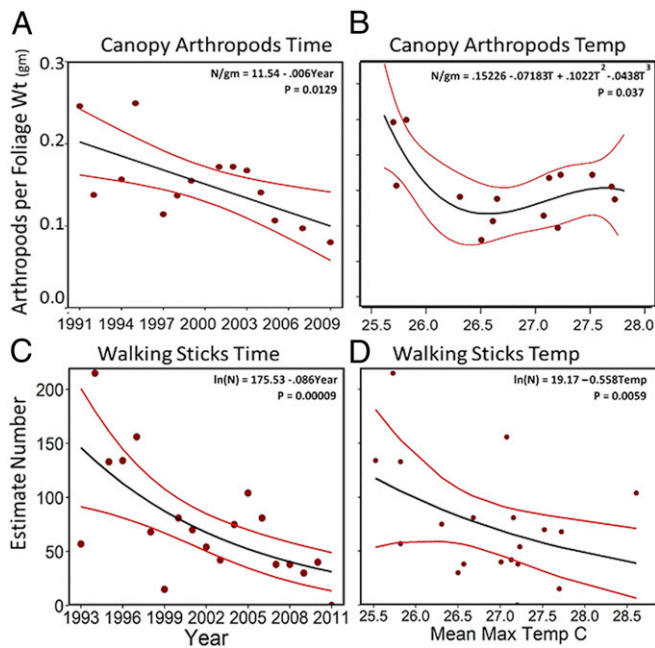 A
Canopy Arthropods Time
N/gm = 11.54 - .006Year
P = 0.0129
Arthropods per Foliage Wt (gm)
0.3
0.2
0.1
0.0
1991 1994 1997 2000 2003 2006 2009
B
Canopy Arthropods Temp
N/gm = .15226 -.07183T + .1022T² -.0438T³
P = 0.037
25.5 26.0 26.5 27.0 27.5 28.0
C
Walking Sticks Time
ln(N) = 175.53 -.086Year
P = 0.00009
Estimate Number
200
150
100
50
0
1993 1996 1999 2002 2005 2008 2011
Year
D
Walking Sticks Temp
ln(N) = 19.17 – 0.558Temp
P = 0.0059
25.5 26.0 26.5 27.0 27.5 28.0 28.5
Mean Max Temp C